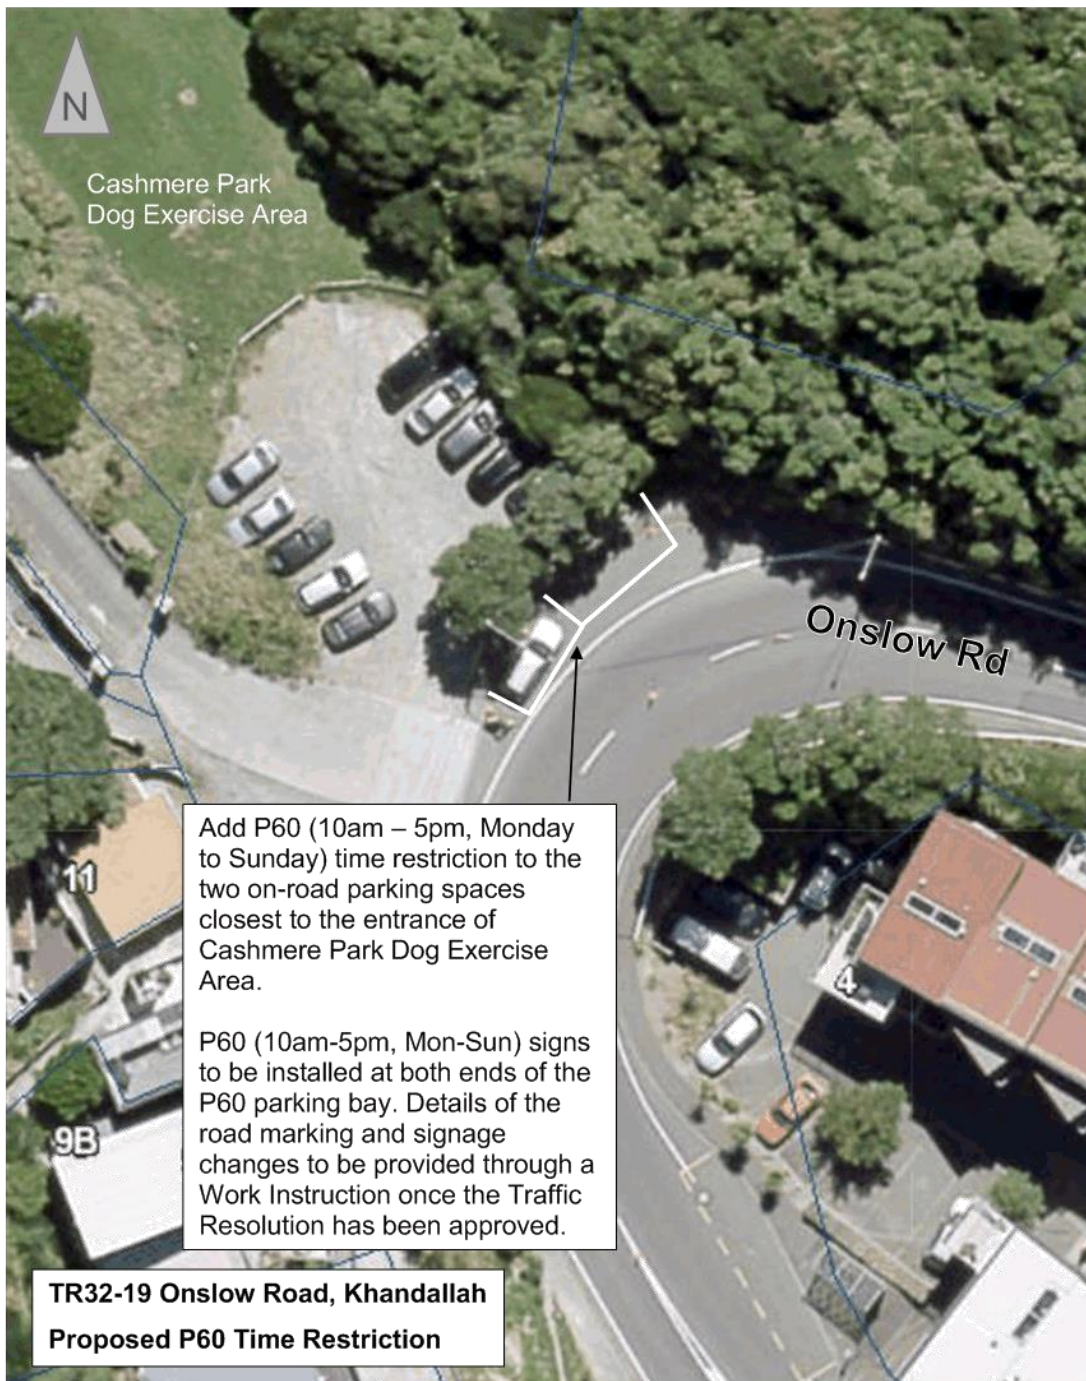 N
Cashmere Park
Dog Exercise Area
Onslow Rd
Add P60 (10am – 5pm, Monday
to Sunday) time restriction to the
two on-road parking spaces
closest to the entrance of
Cashmere Park Dog Exercise
Area.
P60 (10am-5pm, Mon-Sun) signs
to be installed at both ends of the
P60 parking bay. Details of the
road marking and signage
changes to be provided through a
Work Instruction once the Traffic
Resolution has been approved.
11
4
9B
TR32-19 Onslow Road, Khandallah
Proposed P60 Time Restriction